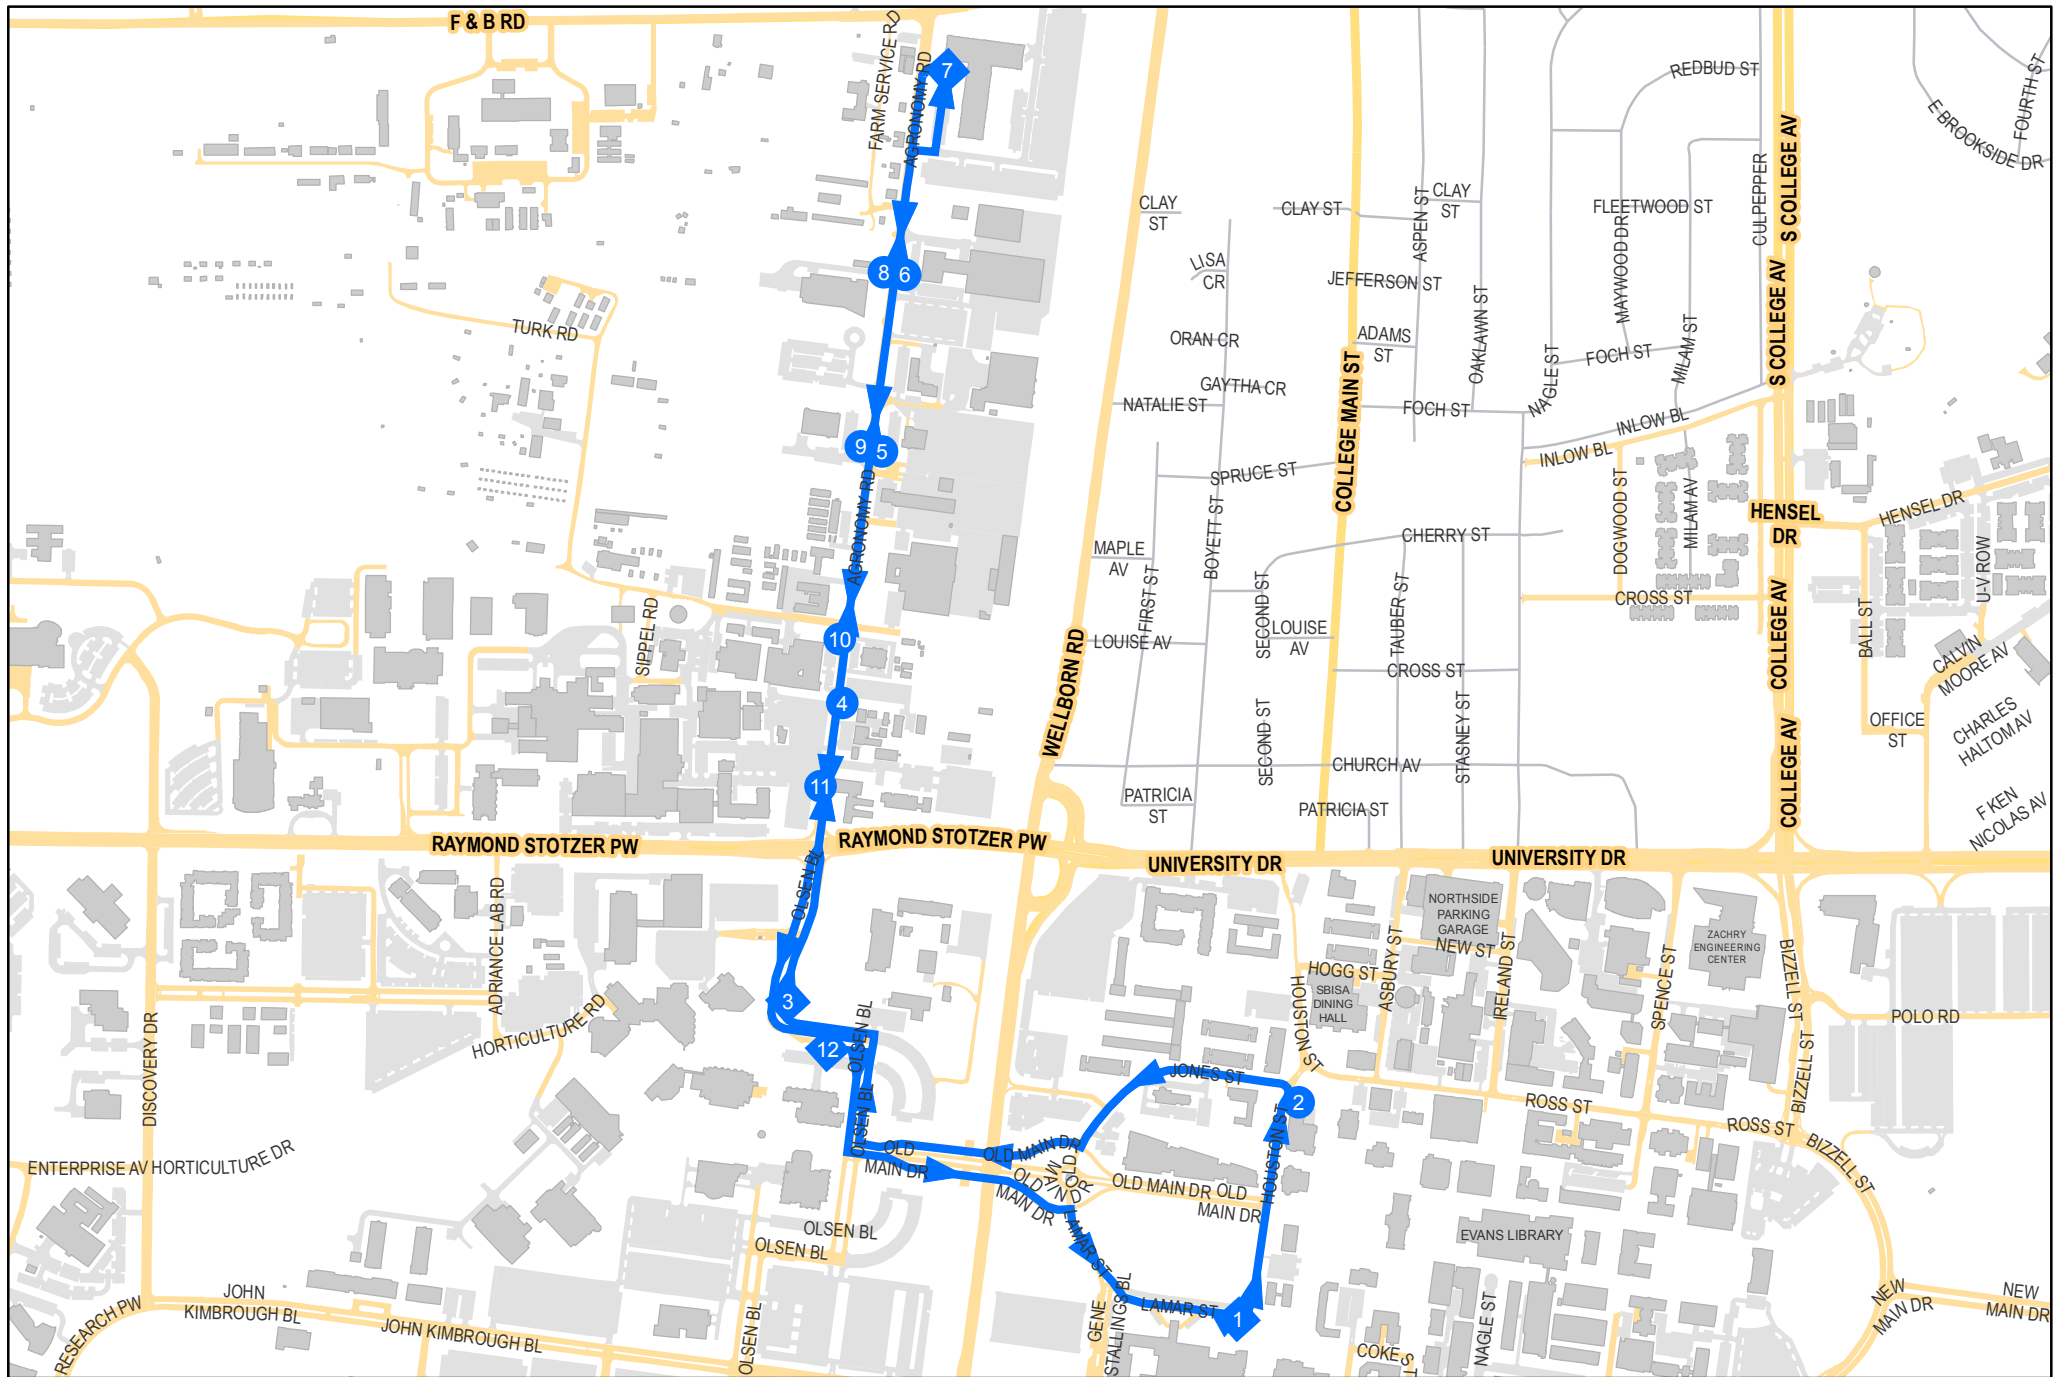 F & B RD
FARM SERVICE RD
AGRONOMY RD
7
REDBUD ST
FOURTH ST
E BROOKSIDE DR
S COLLEGE AV
CULPEPPER
CLAY
ST
CLAY ST
ASPEN ST
CLAY
ST
FLEETWOOD ST
MAYWOOD DR
LISA
CR
JEFFERSON ST
8
6
TURK RD
ORAN CR
ADAMS
ST
OAKLAWN ST
NAGLE ST
FOCH ST
MILAM ST
S COLLEGE AV
GAYTHA CR
NATALIE ST
COLLEGE MAIN ST
FOCH ST
INLOW BL
INLOW BL
9
5
AGRONOMY RD
SPRUCE ST
BOYETT ST
DOGWOOD ST
MILAM AV
HENSEL
DR
HENSEL DR
CHERRY ST
MAPLE
AV
FIRST ST
SECOND ST
TAUBER ST
CROSS ST
COLLEGE AV
U-V ROW
BALL ST
SIPPEL RD
10
WELLBORN RD
LOUISE AV
LOUISE
AV
CROSS ST
CALVIN
MOORE AV
4
SECOND ST
STASNEY ST
OFFICE
ST
CHARLES
HALTOM AV
11
CHURCH AV
COLLEGE AV
PATRICIA
ST
PATRICIA ST
F KEN
NICOLAS AV
RAYMOND STOTZER PW
RAYMOND STOTZER PW
UNIVERSITY DR
UNIVERSITY DR
OLSEN BL
ADRIANCE LAB RD
NORTHSIDE
PARKING
GARAGE
NEW ST
ASBURY ST
IRELAND ST
SPENCE ST
ZACHRY
ENGINEERING
CENTER
BIZZELL ST
HOGG ST
SBISA
DINING
HALL
HOUSTON ST
3
12
OLSEN BL
HORTICULTURE RD
DISCOVERY DR
POLO RD
BIZZELL ST
JONES ST
2
ROSS ST
ROSS ST
BIZZELL ST
OLSEN BL
OLSEN BL
OLD
MAIN DR
OLD MAIN DR
OLD
MAIN DR
OLD
MAIN DR
OLD MAIN DR
OLD
MAIN DR
HOUSTON ST
ENTERPRISE AV
HORTICULTURE DR
OLSEN BL
OLSEN BL
LAMAR ST
EVANS LIBRARY
LAMAR ST
1
GENE
STALLINGS BL
NAGLE ST
COKE ST
NEW
MAIN DR
NEW
MAIN DR
JOHN
KIMBROUGH BL
JOHN KIMBROUGH BL
RESEARCH PW
OLSEN BL